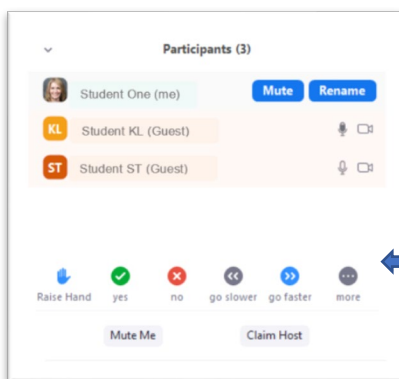 Participants (3)
Student One (me) Mute Rename
KL Student KL (Guest)
ST Student ST (Guest)
Raise Hand yes no go slower go faster more
Mute Me Claim Host